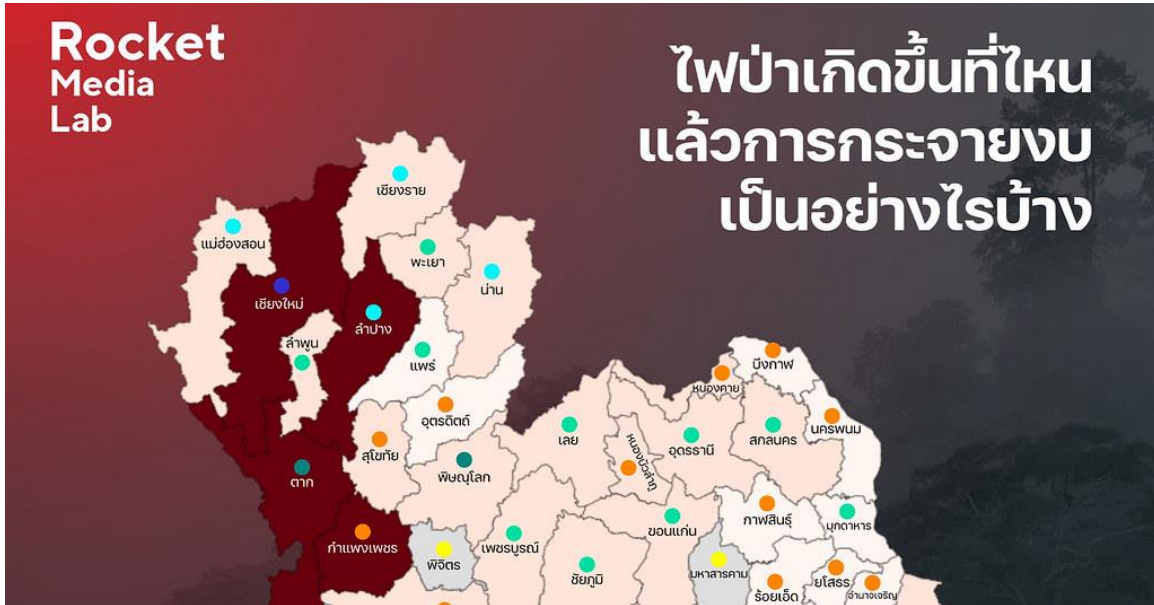 Rocket
Media
Lab
ไฟป่าเกิดขึ้นที่ไหน
แล้วการกระจายงบ
เป็นอย่างไรบ้าง
เชียงราย
แม่ฮ่องสอน
พะเยา
น่าน
เชียงใหม่
ลำปาง
ลำพูน
แพร่
บึงกาฬ
หนองคาย
อุตรดิตถ์
นครพนม
เลย
อุดรธานี
สกลนคร
สุโขทัย
หนองบัวลำภู
พิษณุโลก
ตาก
กาฬสินธุ์
มุกดาหาร
ขอนแก่น
กำแพงเพชร
พิจิตร
เพชรบูรณ์
มหาสารคาม
ชัยภูมิ
ยโสธร
ร้อยเอ็ด
อำนาจเจริญ